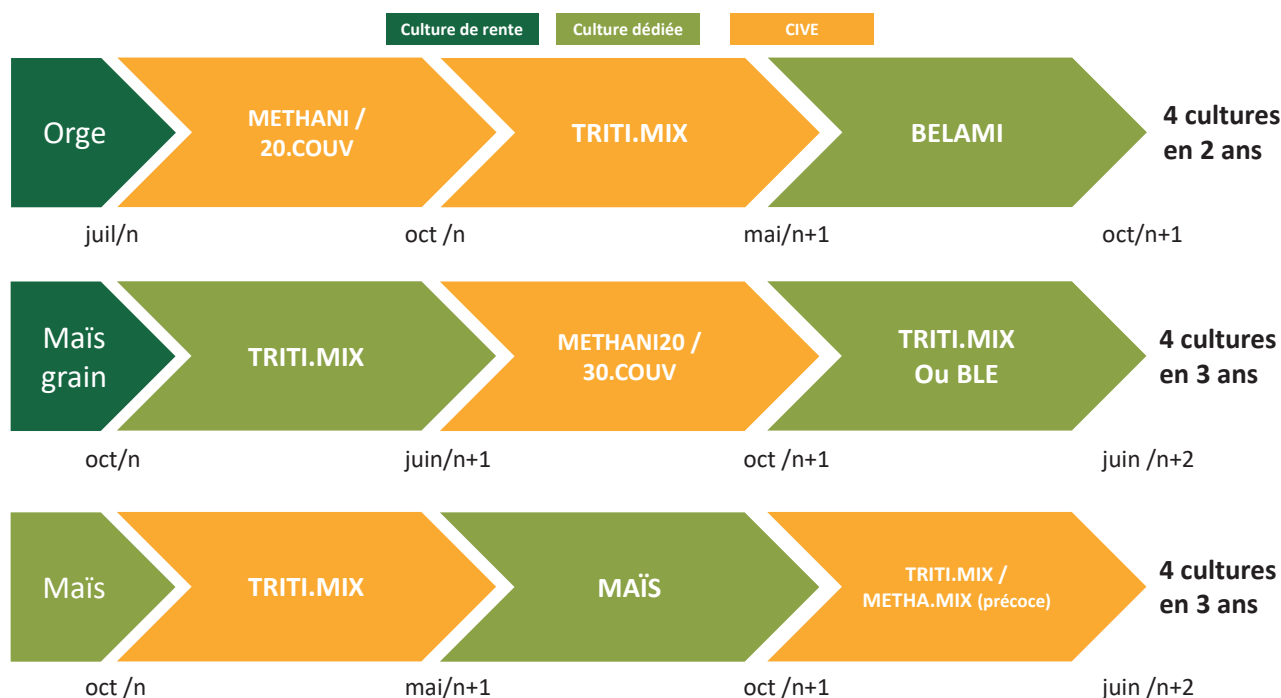 Culture de rente
Culture dédiée
CIVE
Orge
METHANI /
20.COUV
TRITI.MIX
BELAMI
4 cultures
en 2 ans
juil/n
oct /n
mai/n+1
oct/n+1
Maïs
grain
TRITI.MIX
METHANI20 /
30.COUV
TRITI.MIX
Ou BLE
4 cultures
en 3 ans
oct/n
juin/n+1
oct /n+1
juin /n+2
Maïs
TRITI.MIX
MAÏS
TRITI.MIX /
METHA.MIX (précoce)
4 cultures
en 3 ans
oct /n
mai/n+1
oct /n+1
juin /n+2